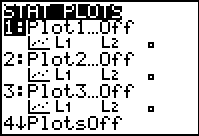 STAT PLOTS
1:Plot1…Off
L1 L2
2:Plot2…Off
L1 L2
3:Plot3…Off
L1 L2
4↓PlotsOff